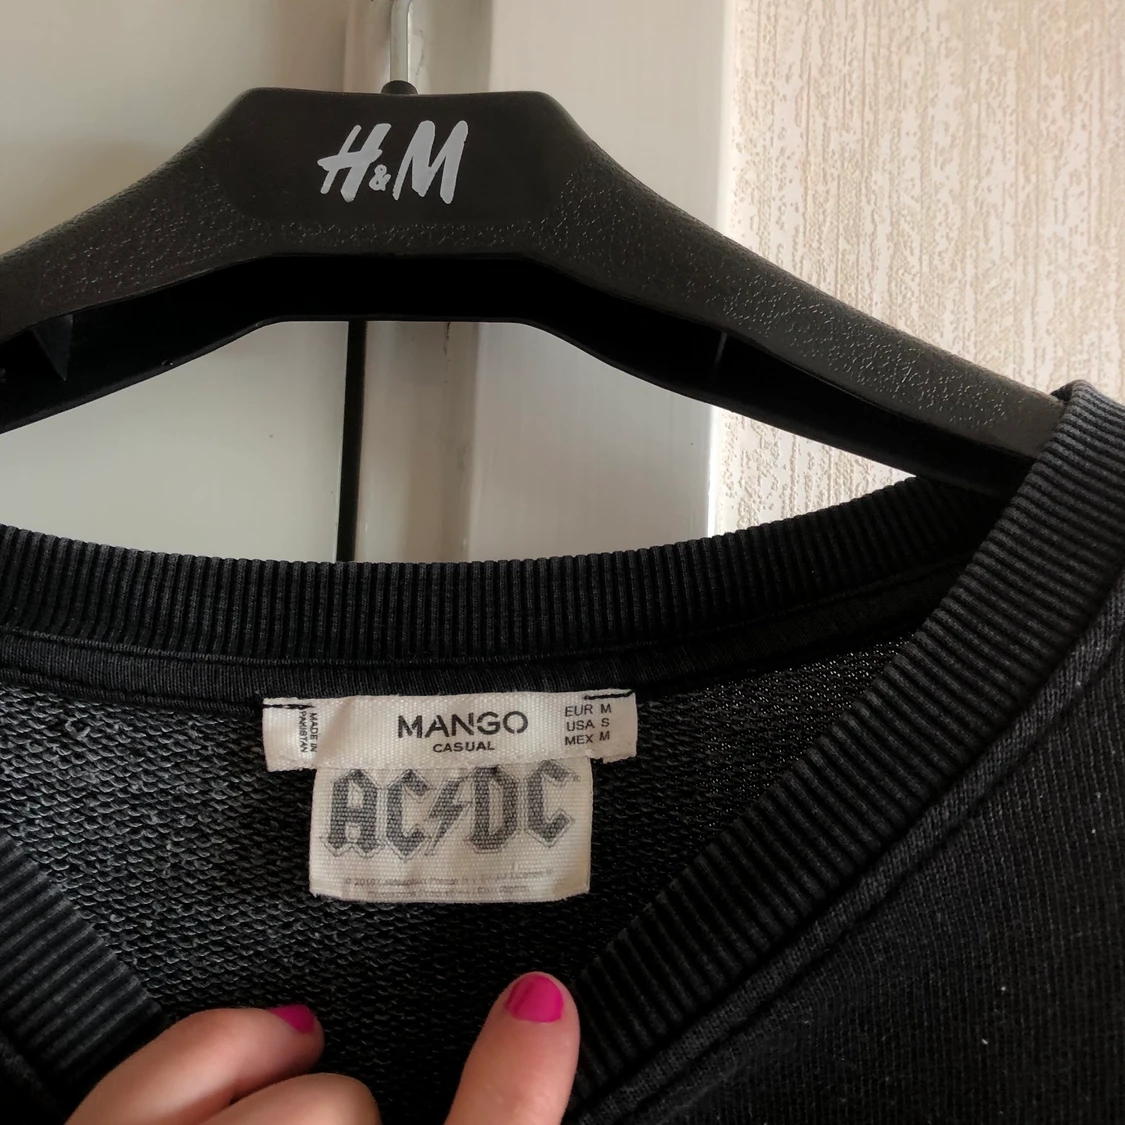 H&M
MADE IN
PAKISTAN
MANGO
CASUAL
EUR M
USA S
MEX M
AC DC